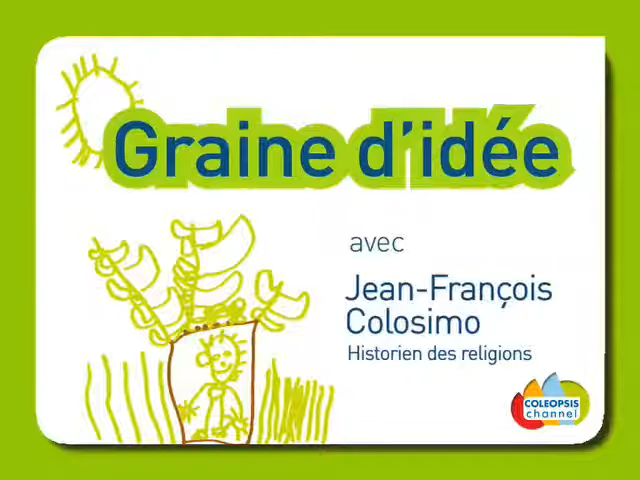 Graine d'idée
avec
Jean-François
Colosimo
Historien des religions
COLEOPSIS
channel